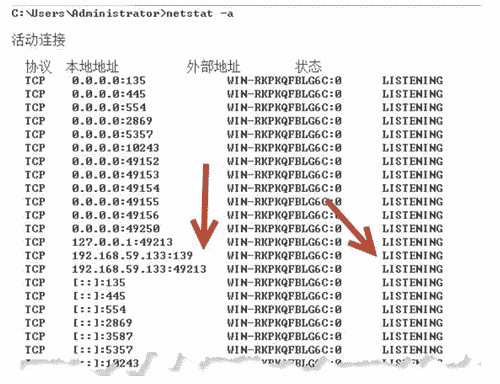 C:\Users\Administrator>netstat -a
活动连接
协议 本地地址 外部地址 状态
TCP 0.0.0.0:135 WIN-RKPKQFBLG6C:0 LISTENING
TCP 0.0.0.0:445 WIN-RKPKQFBLG6C:0 LISTENING
TCP 0.0.0.0:554 WIN-RKPKQFBLG6C:0 LISTENING
TCP 0.0.0.0:2869 WIN-RKPKQFBLG6C:0 LISTENING
TCP 0.0.0.0:5357 WIN-RKPKQFBLG6C:0 LISTENING
TCP 0.0.0.0:10243 WIN-RKPKQFBLG6C:0 LISTENING
TCP 0.0.0.0:49152 WIN-RKPKQFBLG6C:0 LISTENING
TCP 0.0.0.0:49153 WIN-RKPKQFBLG6C:0 LISTENING
TCP 0.0.0.0:49154 WIN-RKPKQFBLG6C:0 LISTENING
TCP 0.0.0.0:49155 WIN-RKPKQFBLG6C:0 LISTENING
TCP 0.0.0.0:49156 WIN-RKPKQFBLG6C:0 LISTENING
TCP 0.0.0.0:49250 WIN-RKPKQFBLG6C:0 LISTENING
TCP 127.0.0.1:49213 WIN-RKPKQFBLG6C:0 LISTENING
TCP 192.168.59.133:139 WIN-RKPKQFBLG6C:0 LISTENING
TCP 192.168.59.133:49213 WIN-RKPKQFBLG6C:0 LISTENING
TCP [::]:135 WIN-RKPKQFBLG6C:0 LISTENING
TCP [::]:445 WIN-RKPKQFBLG6C:0 LISTENING
TCP [::]:554 WIN-RKPKQFBLG6C:0 LISTENING
TCP [::]:2869 WIN-RKPKQFBLG6C:0 LISTENING
TCP [::]:3587 WIN-RKPKQFBLG6C:0 LISTENING
TCP [::]:5357 WIN-RKPKQFBLG6C:0 LISTENING
[::]:10243 LISTENING